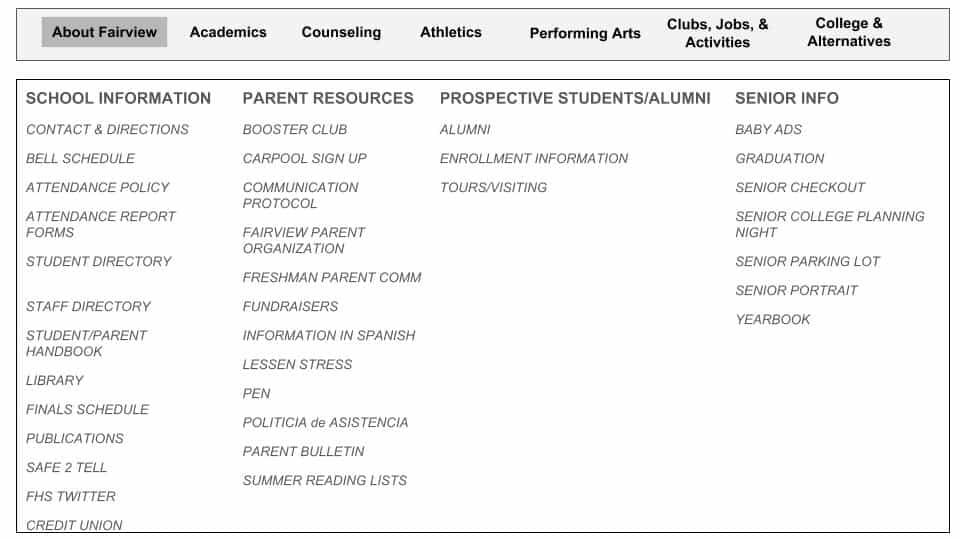 About Fairview
Academics
Counseling
Athletics
Performing Arts
Clubs, Jobs, &
Activities
College &
Alternatives
SCHOOL INFORMATION
CONTACT & DIRECTIONS
BELL SCHEDULE
ATTENDANCE POLICY
ATTENDANCE REPORT
FORMS
STUDENT DIRECTORY
STAFF DIRECTORY
STUDENT/PARENT
HANDBOOK
LIBRARY
FINALS SCHEDULE
PUBLICATIONS
SAFE 2 TELL
FHS TWITTER
CREDIT UNION
PARENT RESOURCES
BOOSTER CLUB
CARPOOL SIGN UP
COMMUNICATION
PROTOCOL
FAIRVIEW PARENT
ORGANIZATION
FRESHMAN PARENT COMM
FUNDRAISERS
INFORMATION IN SPANISH
LESSEN STRESS
PEN
POLITICIA de ASISTENCIA
PARENT BULLETIN
SUMMER READING LISTS
PROSPECTIVE STUDENTS/ALUMNI
ALUMNI
ENROLLMENT INFORMATION
TOURS/VISITING
SENIOR INFO
BABY ADS
GRADUATION
SENIOR CHECKOUT
SENIOR COLLEGE PLANNING
NIGHT
SENIOR PARKING LOT
SENIOR PORTRAIT
YEARBOOK